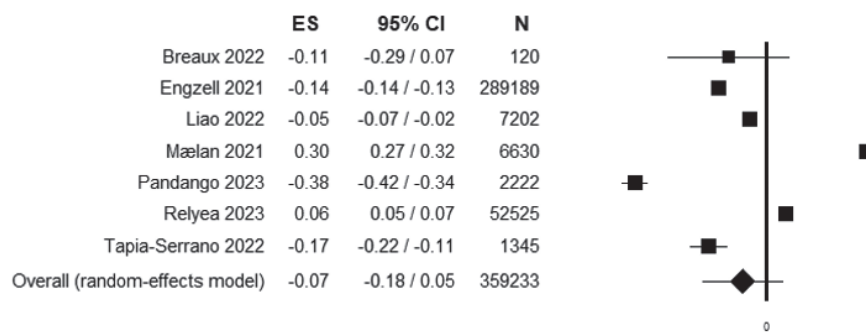 ES 95% CI N
Breaux 2022 -0.11 -0.29 / 0.07 120
Engzell 2021 -0.14 -0.14 / -0.13 289189
Liao 2022 -0.05 -0.07 / -0.02 7202
Mælan 2021 0.30 0.27 / 0.32 6630
Pandango 2023 -0.38 -0.42 / -0.34 2222
Relyea 2023 0.06 0.05 / 0.07 52525
Tapia-Serrano 2022 -0.17 -0.22 / -0.11 1345
Overall (random-effects model) -0.07 -0.18 / 0.05 359233
0